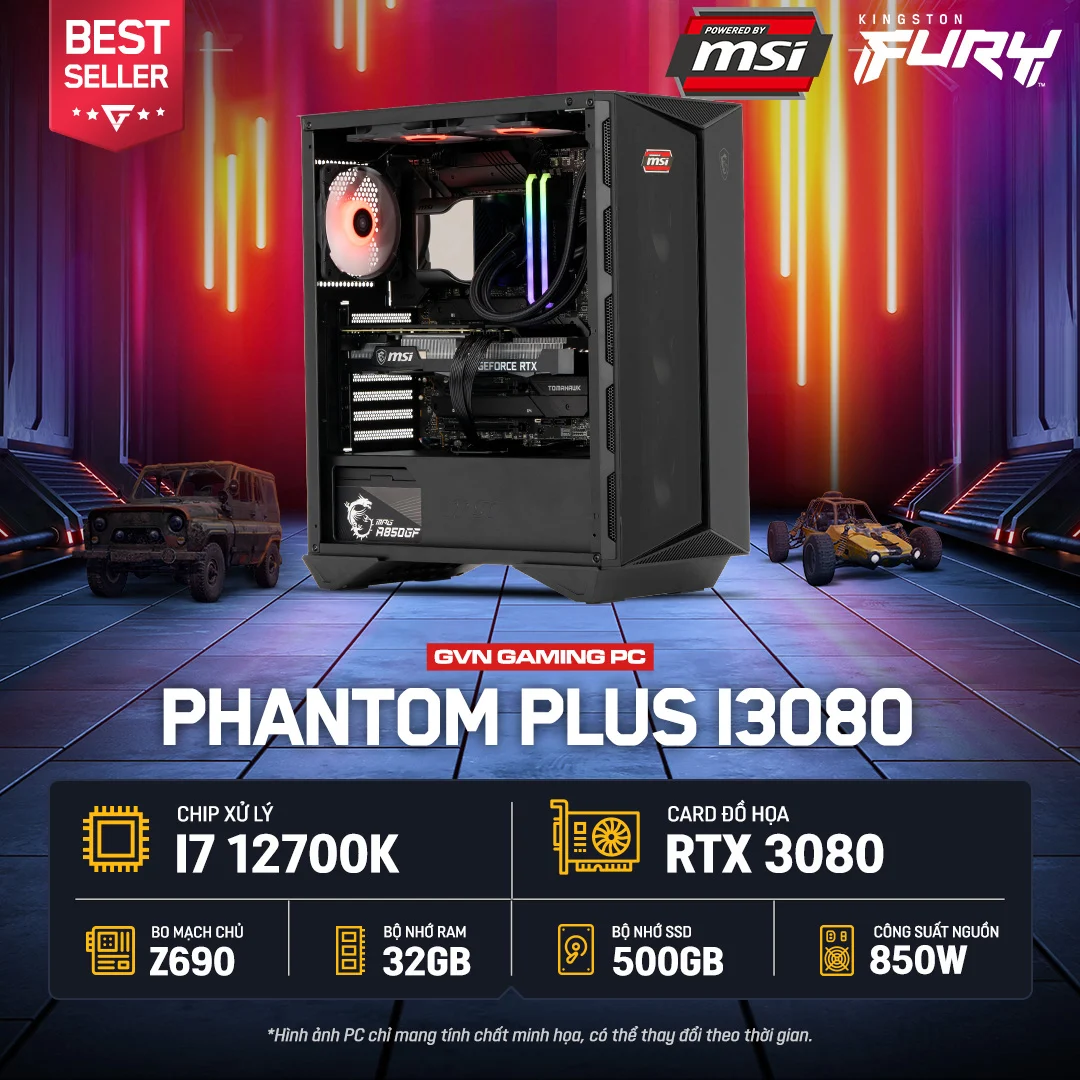 BEST
SELLER
POWERED BY
msi
KINGSTON
FURY
msi
msi
GEFORCE RTX
TOMAHAWK
MPG
A850GF
GVN GAMING PC
PHANTOM PLUS I3080
CHIP XỬ LÝ
I7 12700K
CARD ĐỒ HỌA
RTX 3080
BO MẠCH CHỦ
Z690
BỘ NHỚ RAM
32GB
BỘ NHỚ SSD
500GB
CÔNG SUẤT NGUỒN
850W
*Hình ảnh PC chỉ mang tính chất minh họa, có thể thay đổi theo thời gian.